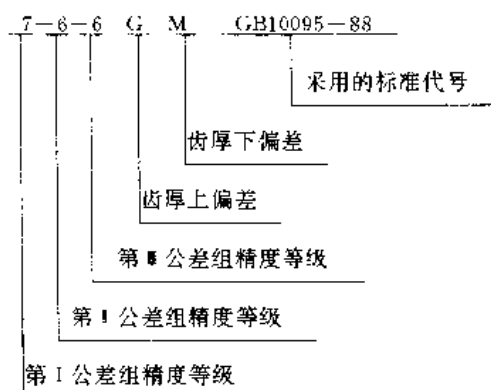 7-6-6 G M GB10095-88
采用的标准代号
齿厚下偏差
齿厚上偏差
第 公差组精度等级
第 公差组精度等级
第 I 公差组精度等级